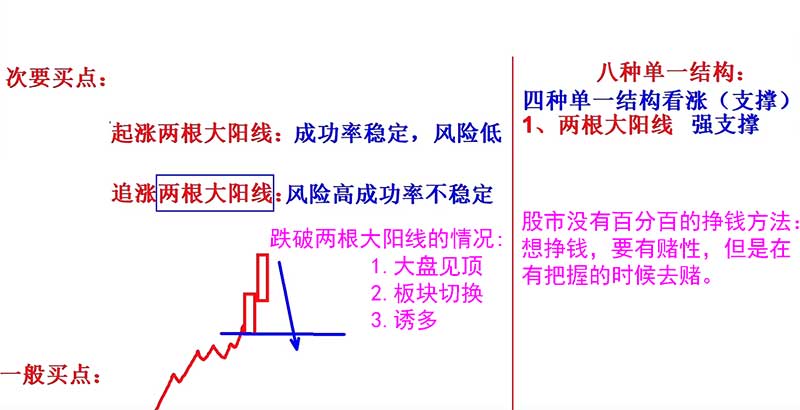 次要买点：
起涨两根大阳线：成功率稳定，风险低
追涨两根大阳线：风险高成功率不稳定
跌破两根大阳线的情况：
1.大盘见顶
2.板块切换
3.诱多
一般买点：
八种单一结构：
四种单一结构看涨（支撑）
1、两根大阳线 强支撑
股市没有百分百的挣钱方法：
想挣钱，要有赌性，但是在
有把握的时候去赌。